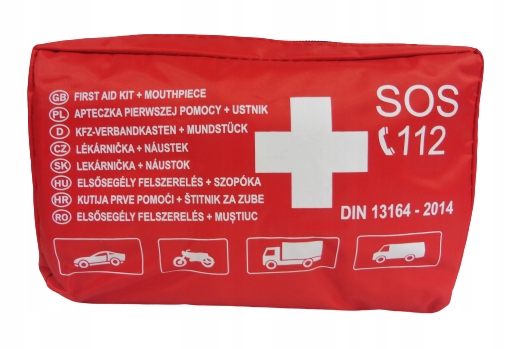 GB FIRST AID KIT + MOUTHPIECE
PL APTECZKA PIERWSZEJ POMOCY + USTNIK
D KFZ-VERBANDKASTEN + MUNDSTÜCK
CZ LÉKÁRNIČKA + NÁUSTEK
SK LEKÁRNIČKA + NÁUSTOK
HU ELSŐSEGÉLY FELSZERELÉS + SZOPÓKA
HR KUTIJA PRVE POMOĆI + ŠTITNIK ZA ZUBE
RO ELSŐSEGÉLY FELSZERELÉS + MUȘTIUC
SOS
112
DIN 13164 - 2014